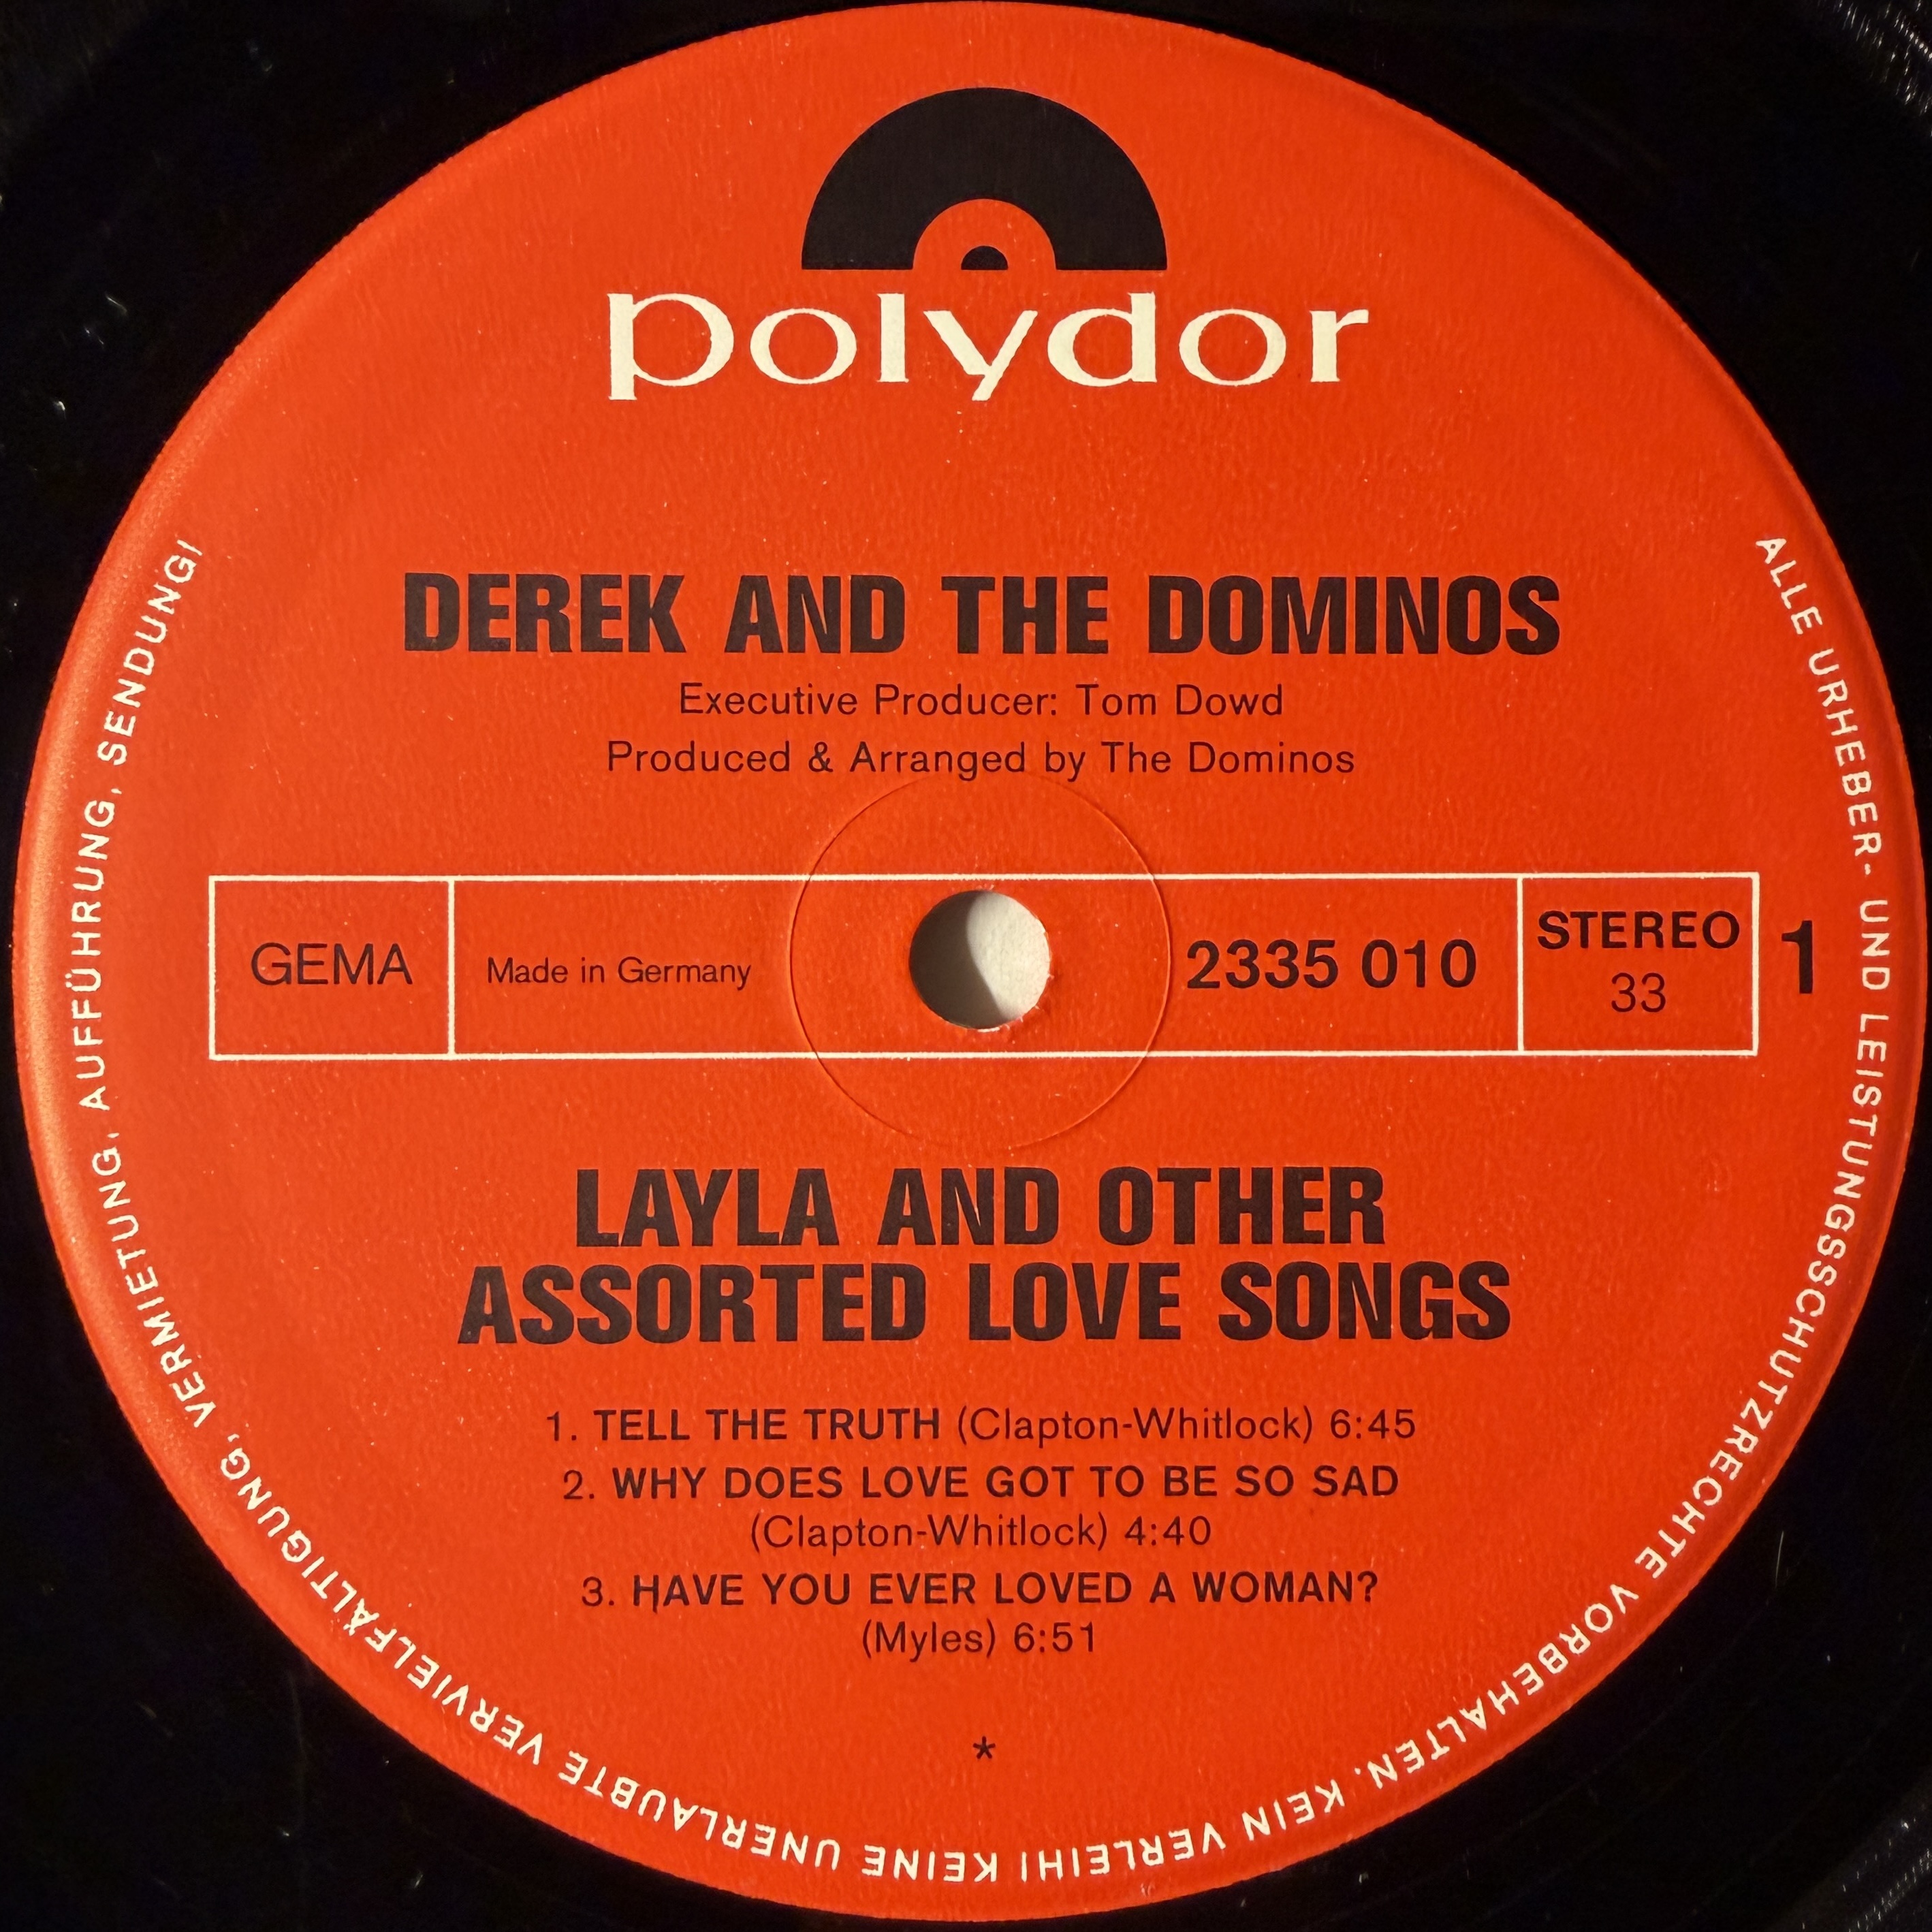 polydor
DEREK AND THE DOMINOS
Executive Producer: Tom Dowd
Produced & Arranged by The Dominos
GEMA
Made in Germany
2335 010
STEREO
33
1
LAYLA AND OTHER
ASSORTED LOVE SONGS
1. TELL THE TRUTH (Clapton-Whitlock) 6:45
2. WHY DOES LOVE GOT TO BE SO SAD
(Clapton-Whitlock) 4:40
3. HAVE YOU EVER LOVED A WOMAN?
(Myles) 6:51
*
ALLE URHEBER- UND LEISTUNGSSCHUTZRECHTE VORBEHALTEN. KEIN VERLEIH! KEINE UNERLAUBTE VERVIELFÄLTIGUNG, VERMIETUNG, AUFFÜHRUNG, SENDUNG!